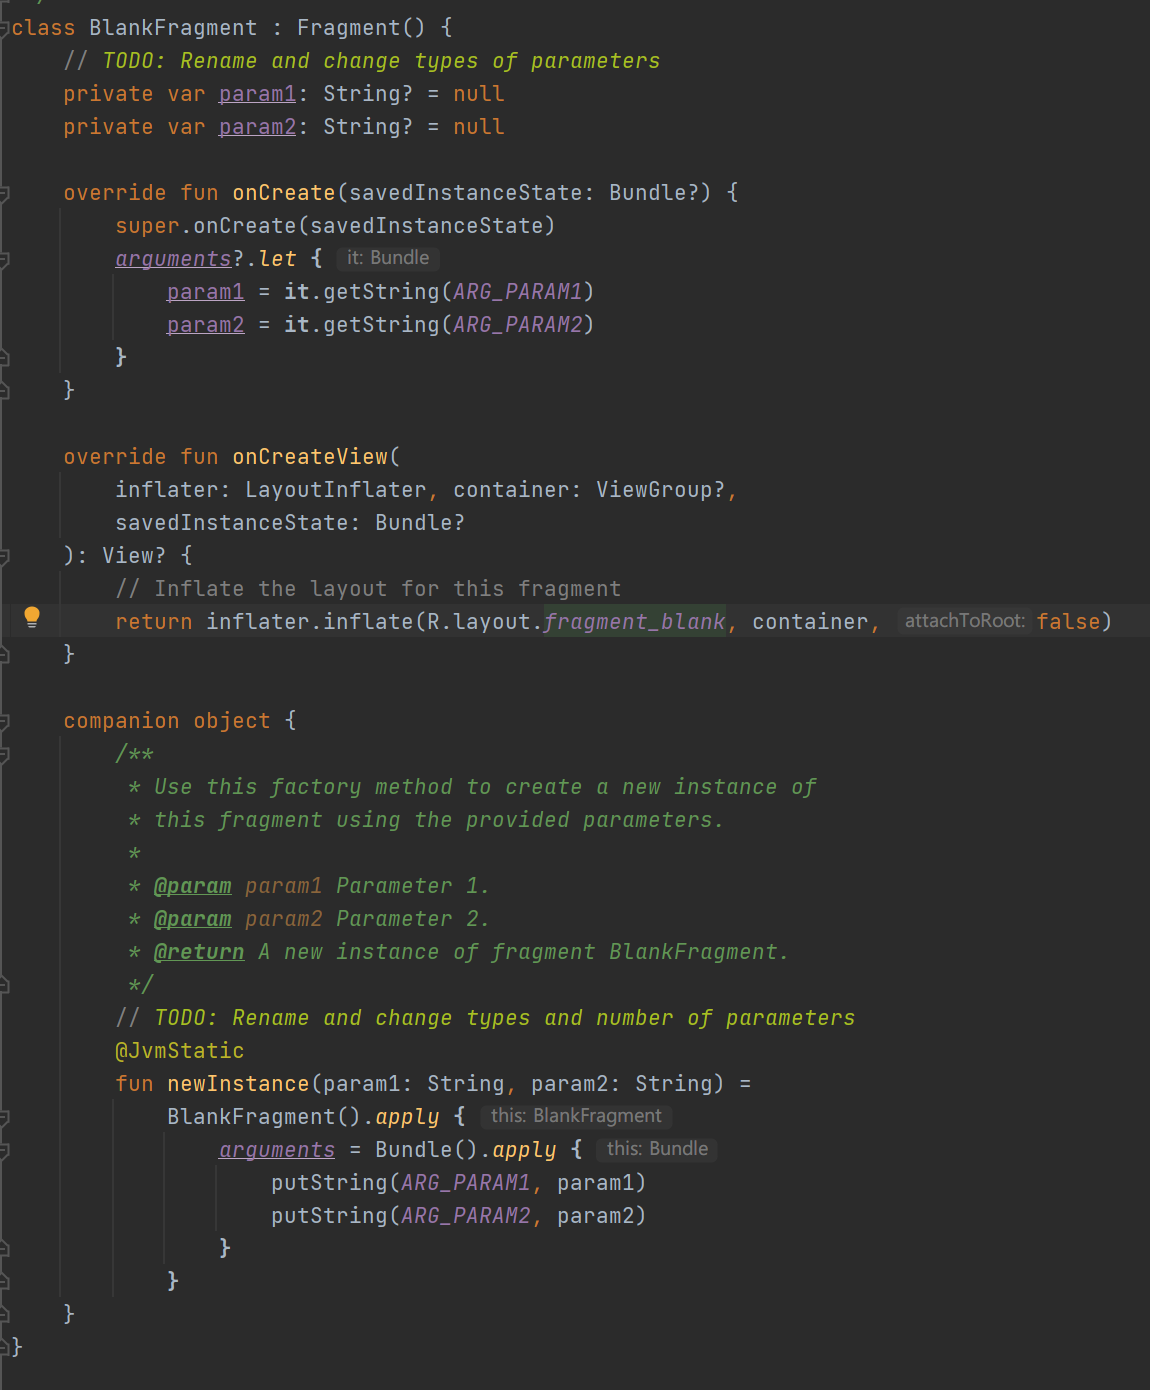 class BlankFragment : Fragment() {
    // TODO: Rename and change types of parameters
    private var param1: String? = null
    private var param2: String? = null

    override fun onCreate(savedInstanceState: Bundle?) {
        super.onCreate(savedInstanceState)
        arguments?.let { it: Bundle
            param1 = it.getString(ARG_PARAM1)
            param2 = it.getString(ARG_PARAM2)
        }
    }

    override fun onCreateView(
        inflater: LayoutInflater, container: ViewGroup?,
        savedInstanceState: Bundle?
    ): View? {
        // Inflate the layout for this fragment
        return inflater.inflate(R.layout.fragment_blank, container, attachToRoot: false)
    }

    companion object {
        /**
         * Use this factory method to create a new instance of
         * this fragment using the provided parameters.
         *
         * @param param1 Parameter 1.
         * @param param2 Parameter 2.
         * @return A new instance of fragment BlankFragment.
         */
        // TODO: Rename and change types and number of parameters
        @JvmStatic
        fun newInstance(param1: String, param2: String) =
            BlankFragment().apply { this: BlankFragment
                arguments = Bundle().apply { this: Bundle
                    putString(ARG_PARAM1, param1)
                    putString(ARG_PARAM2, param2)
                }
            }
    }
}